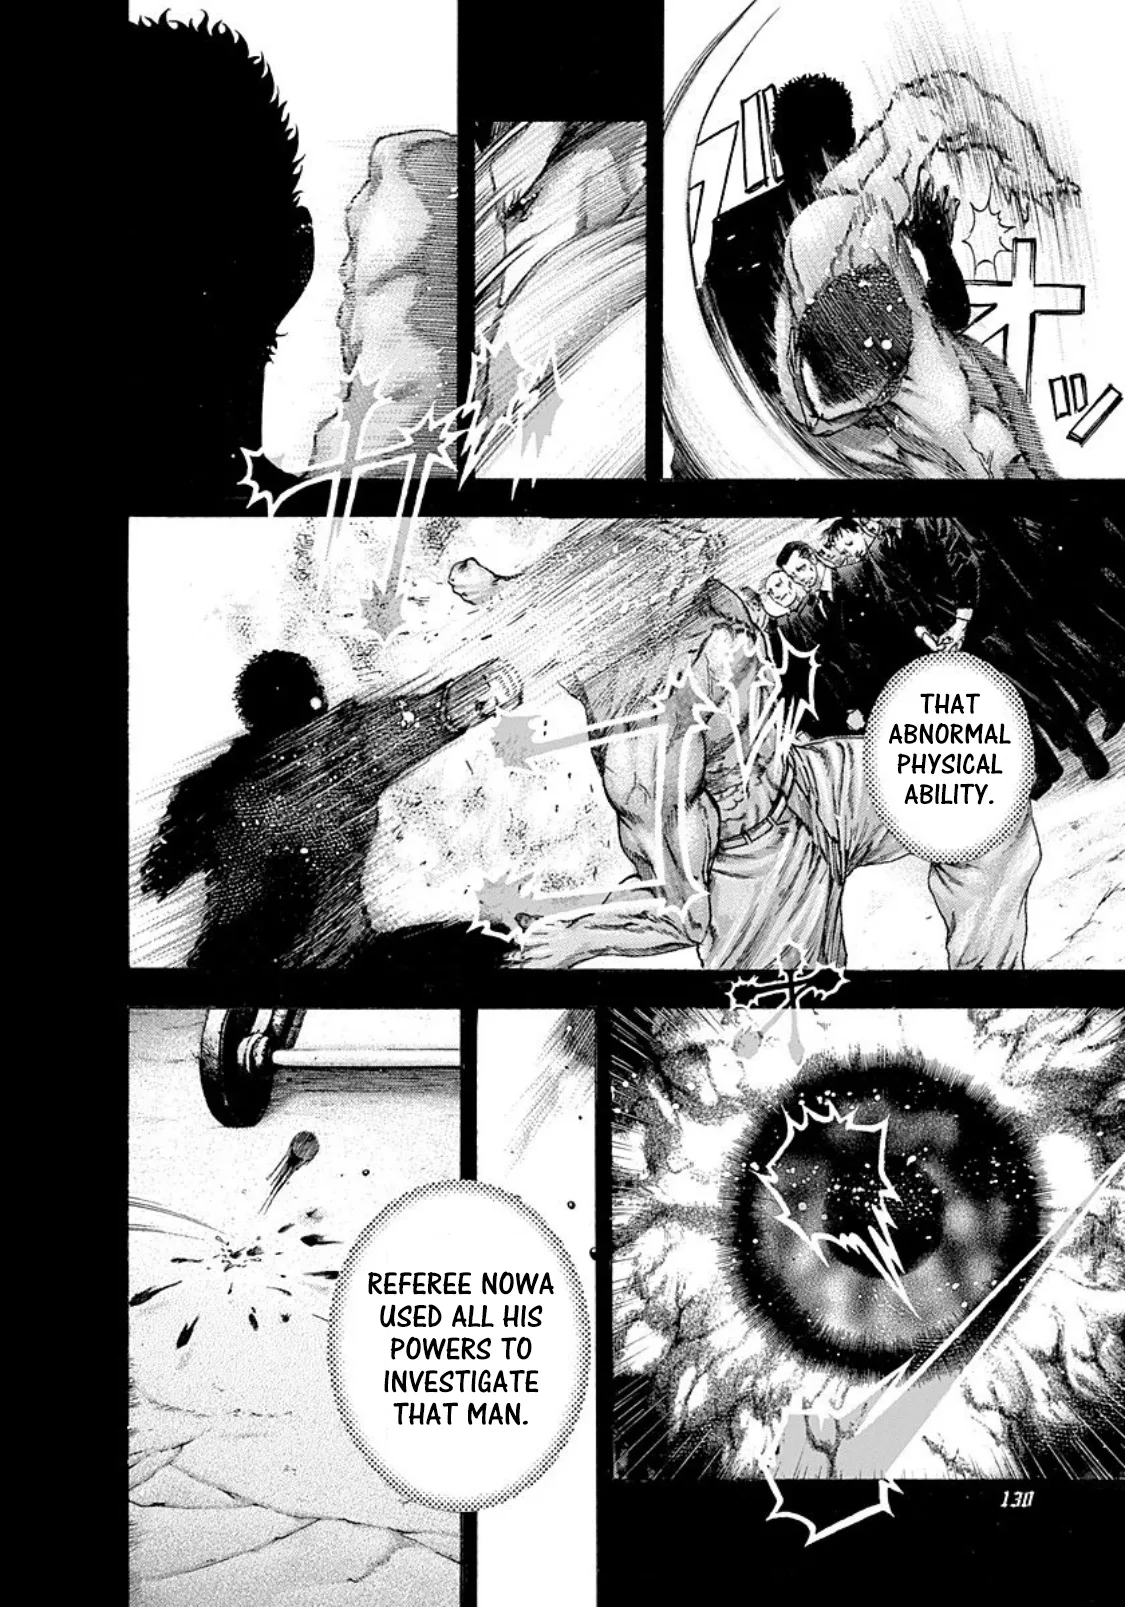 THAT
ABNORMAL
PHYSICAL
ABILITY.
REFEREE NOWA
USED ALL HIS
POWERS TO
INVESTIGATE
THAT MAN.
130